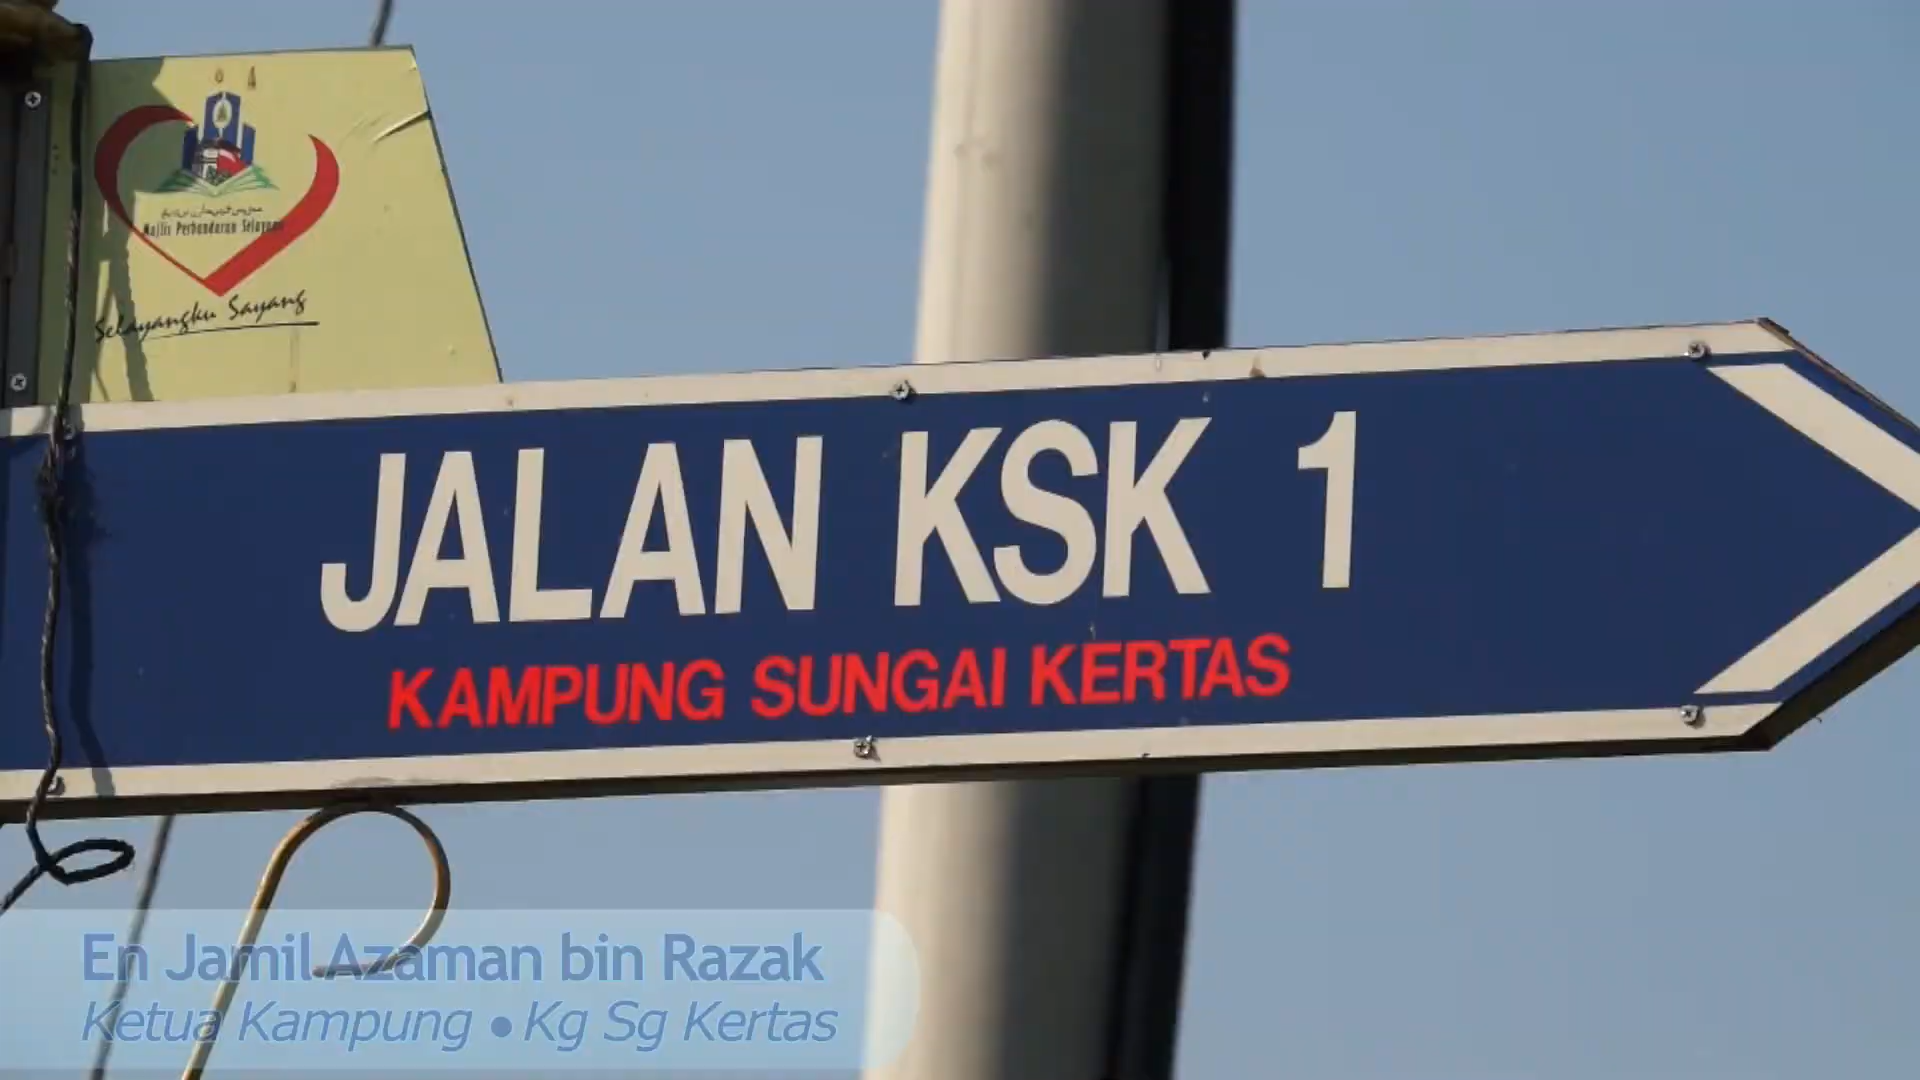 Majlis Perbandaran Selayang
Selayangku Sayang
JALAN KSK 1
KAMPUNG SUNGAI KERTAS
En Jamil Azaman bin Razak
Ketua Kampung • Kg Sg Kertas